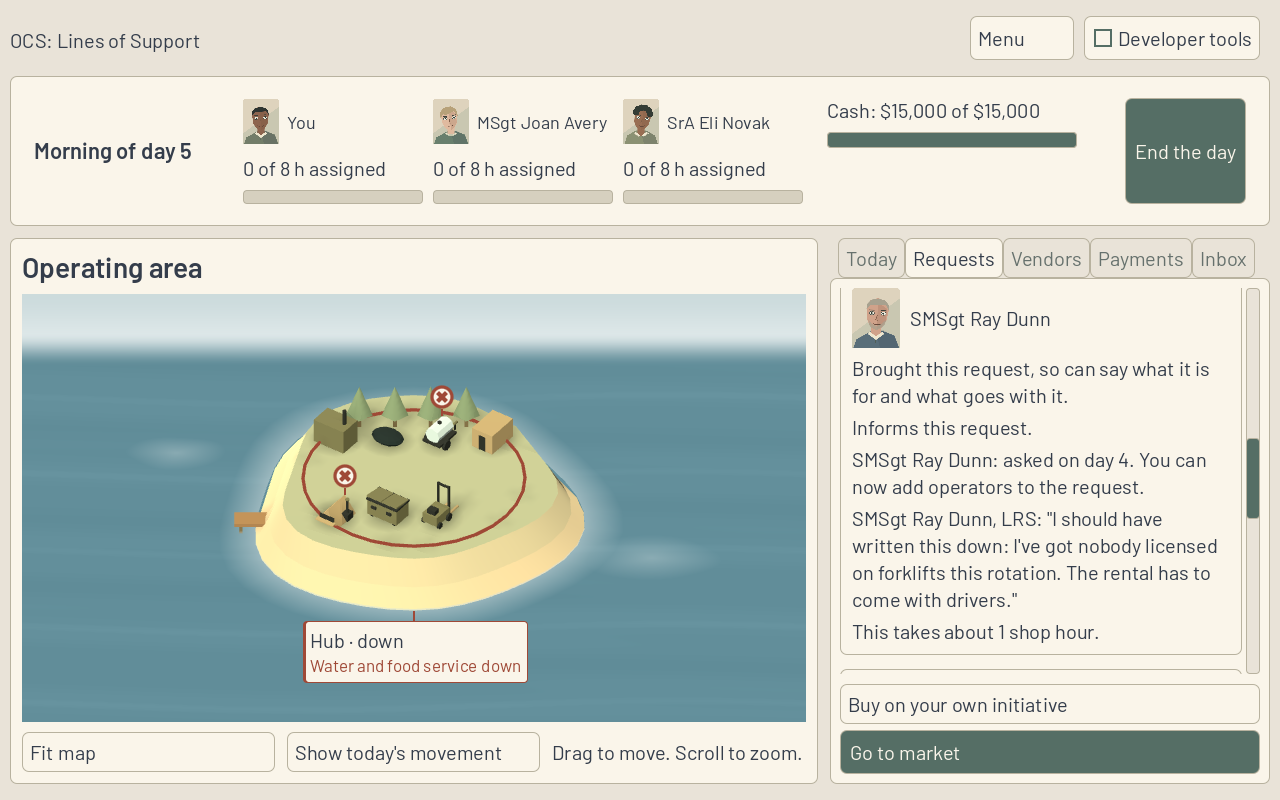 OCS: Lines of Support
Menu
Developer tools
Morning of day 5
You
0 of 8 h assigned
MSgt Joan Avery
0 of 8 h assigned
SrA Eli Novak
0 of 8 h assigned
Cash: $15,000 of $15,000
End the day
Operating area
Hub · down
Water and food service down
Fit map
Show today's movement
Drag to move. Scroll to zoom.
Today
Requests
Vendors
Payments
Inbox
SMSgt Ray Dunn
Brought this request, so can say what it is
for and what goes with it.
Informs this request.
SMSgt Ray Dunn: asked on day 4. You can
now add operators to the request.
SMSgt Ray Dunn, LRS: "I should have
written this down: I've got nobody licensed
on forklifts this rotation. The rental has to
come with drivers."
This takes about 1 shop hour.
Buy on your own initiative
Go to market